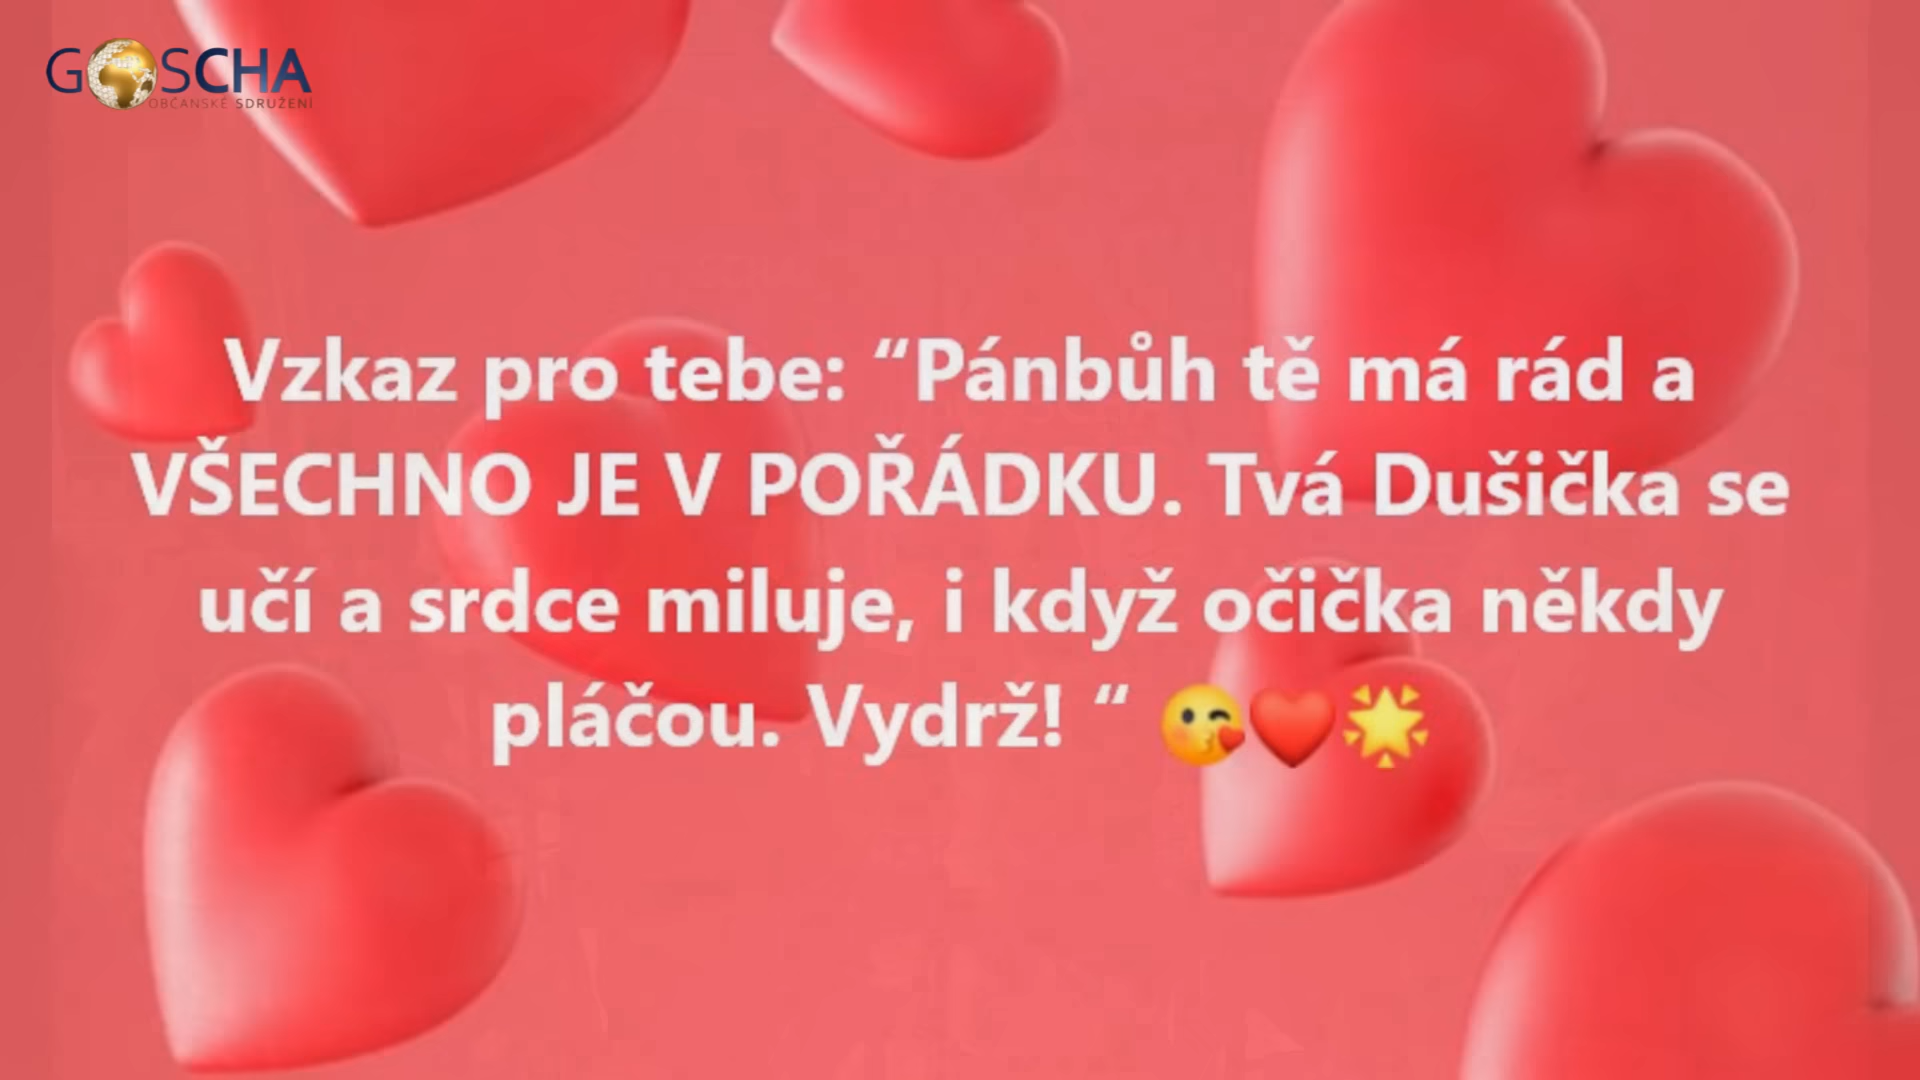 GOSCHA
OBČANSKÉ SDRUŽENÍ
Vzkaz pro tebe: “Pánbůh tě má rád a
VŠECHNO JE V POŘÁDKU. Tvá Dušička se
učí a srdce miluje, i když očička někdy
pláčou. Vydrž! “ 😘❤️🌟